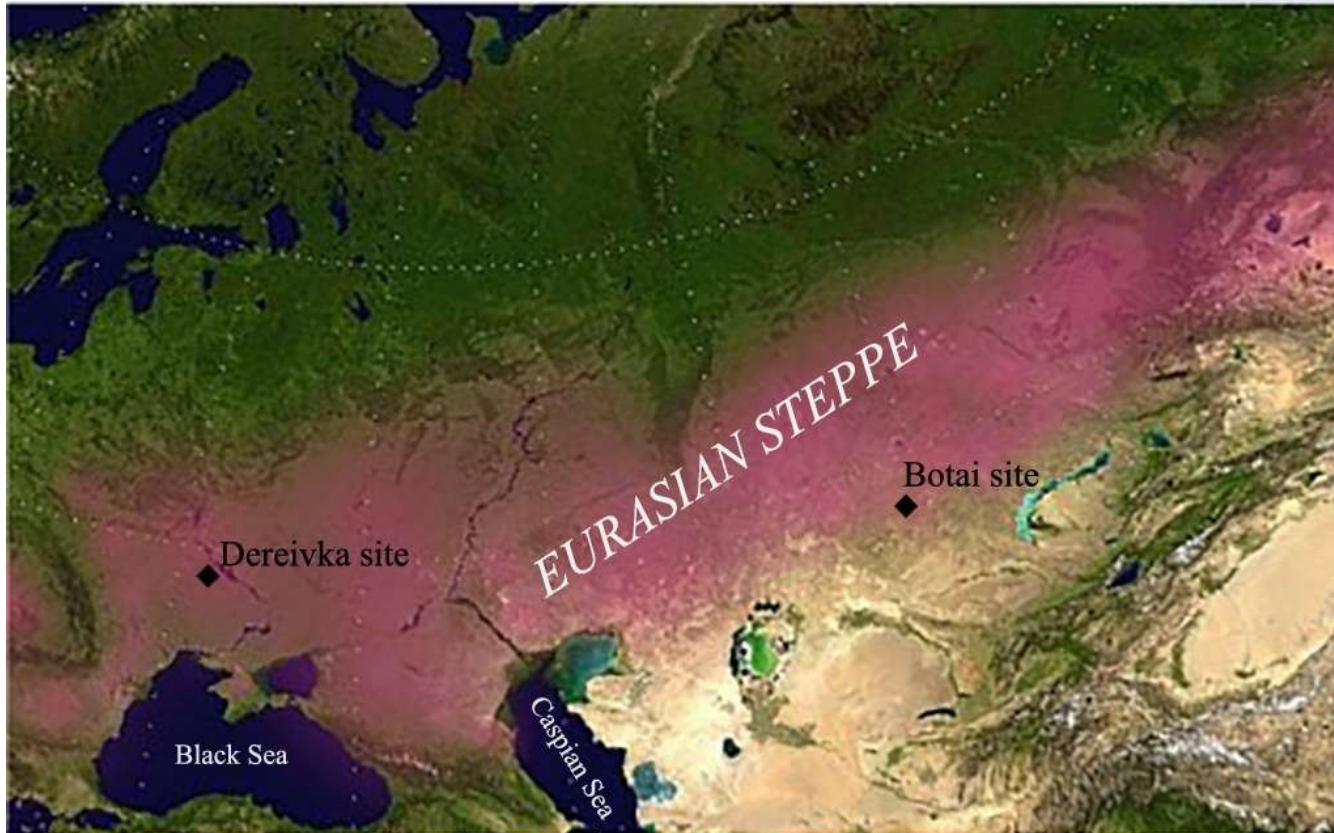 EURASIAN STEPPE
Botai site
Dereivka site
Black Sea
Caspian Sea